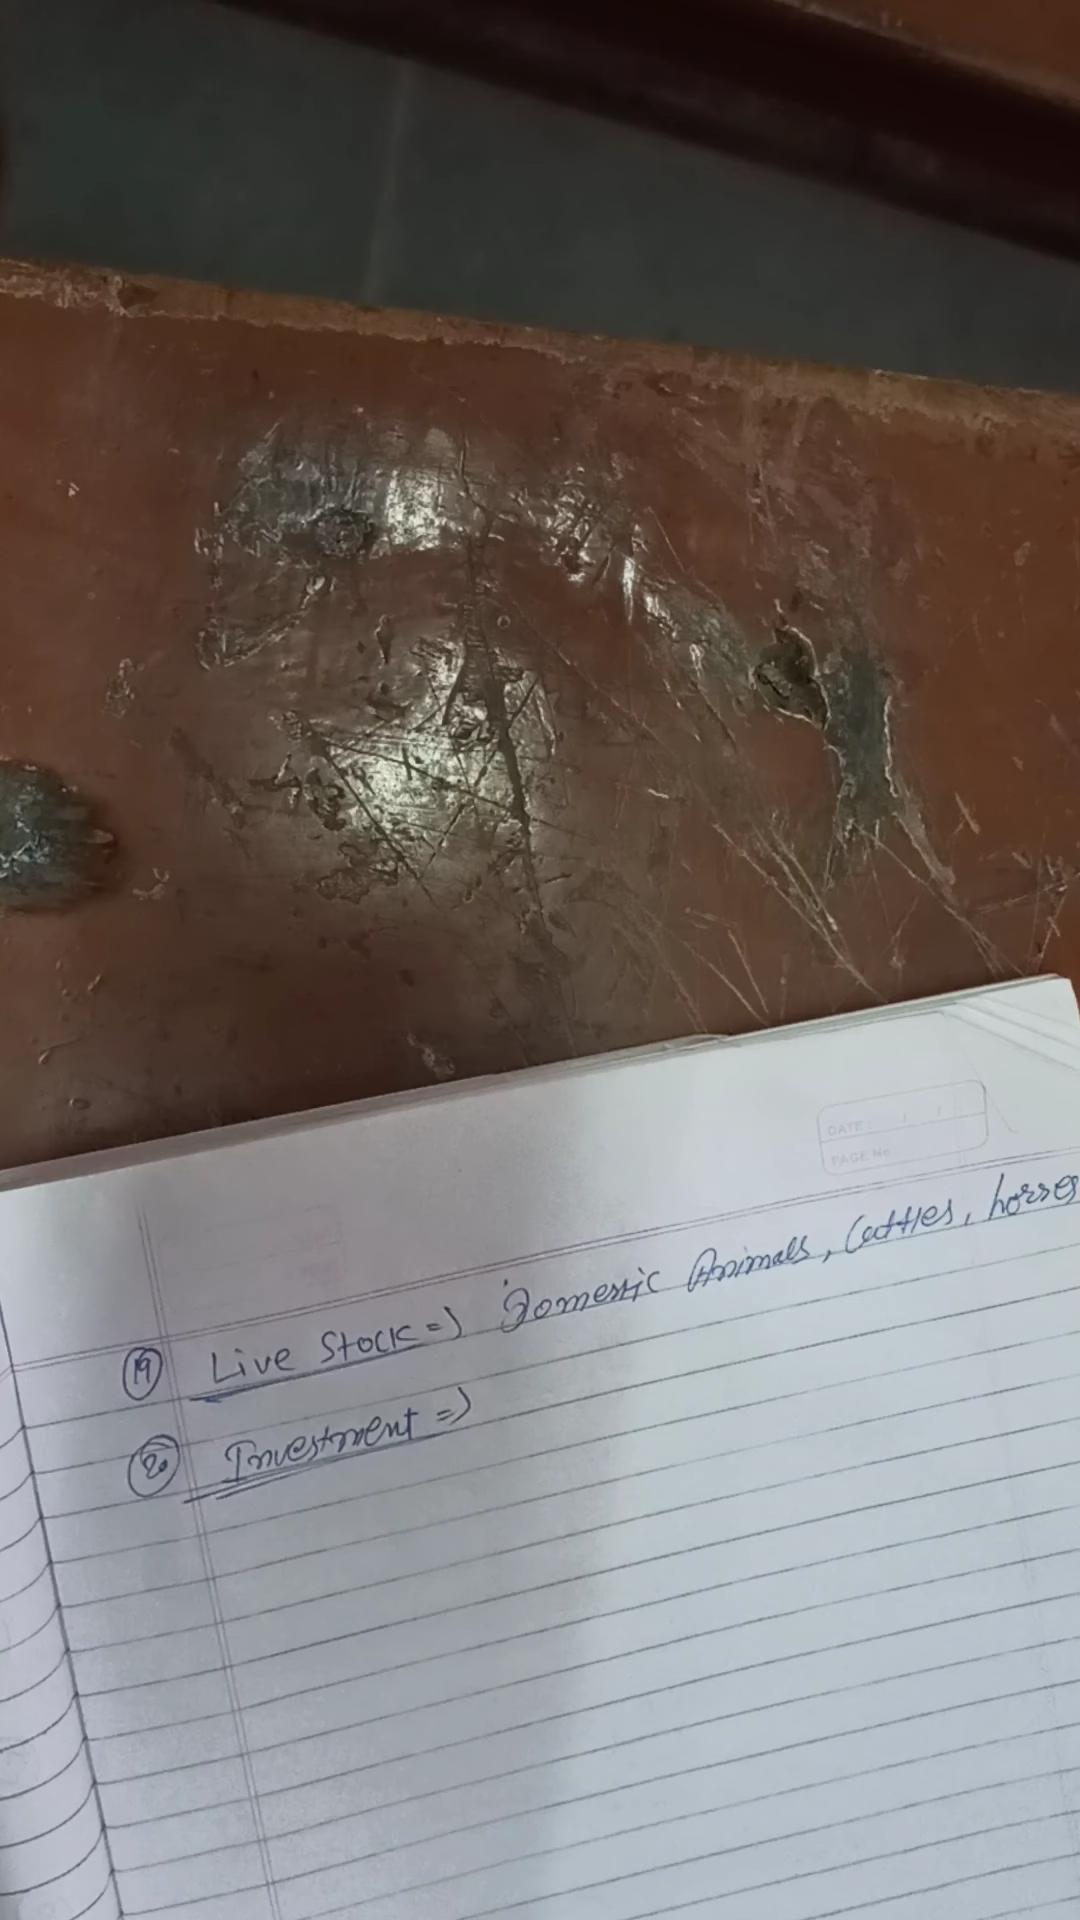 DATE: / /
PAGE No
19 Live Stock => Domestic Animals, Cattles, horses
20 Investment =>